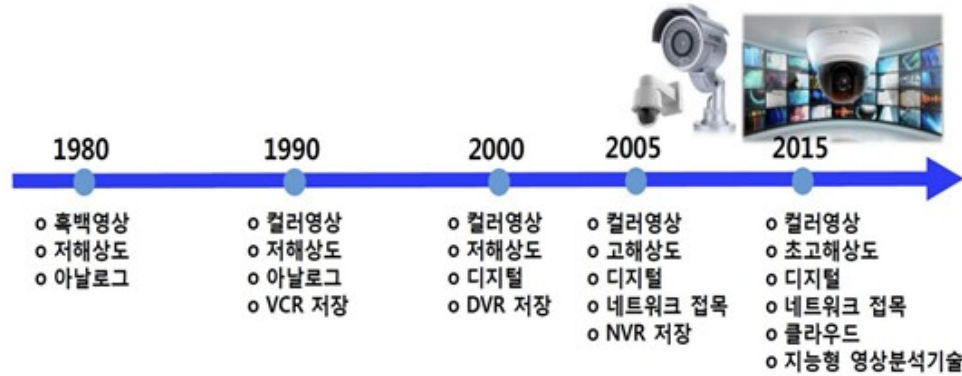 1980
1990
2000
2005
2015
o 흑백영상
o 저해상도
o 아날로그
o 컬러영상
o 저해상도
o 아날로그
o VCR 저장
o 컬러영상
o 저해상도
o 디지털
o DVR 저장
o 컬러영상
o 고해상도
o 디지털
o 네트워크 접목
o NVR 저장
o 컬러영상
o 초고해상도
o 디지털
o 네트워크 접목
o 클라우드
o 지능형 영상분석기술